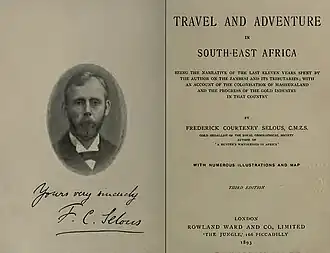 Yours very sincerely
F. C. Selous
TRAVEL AND ADVENTURE
IN
SOUTH-EAST AFRICA
BEING THE NARRATIVE OF THE LAST ELEVEN YEARS SPENT BY
THE AUTHOR ON THE ZAMBESI AND ITS TRIBUTARIES; WITH
AN ACCOUNT OF THE COLONISATION OF MASHUNALAND
AND THE PROGRESS OF THE GOLD INDUSTRY
IN THAT COUNTRY
BY
FREDERICK COURTENEY SELOUS, C.M.Z.S.
GOLD MEDALLIST OF THE ROYAL GEOGRAPHICAL SOCIETY
AUTHOR OF
'A HUNTER'S WANDERINGS IN AFRICA'
WITH NUMEROUS ILLUSTRATIONS AND MAP
THIRD EDITION
LONDON
ROWLAND WARD AND CO., LIMITED
'THE JUNGLE,' 166 PICCADILLY
1893